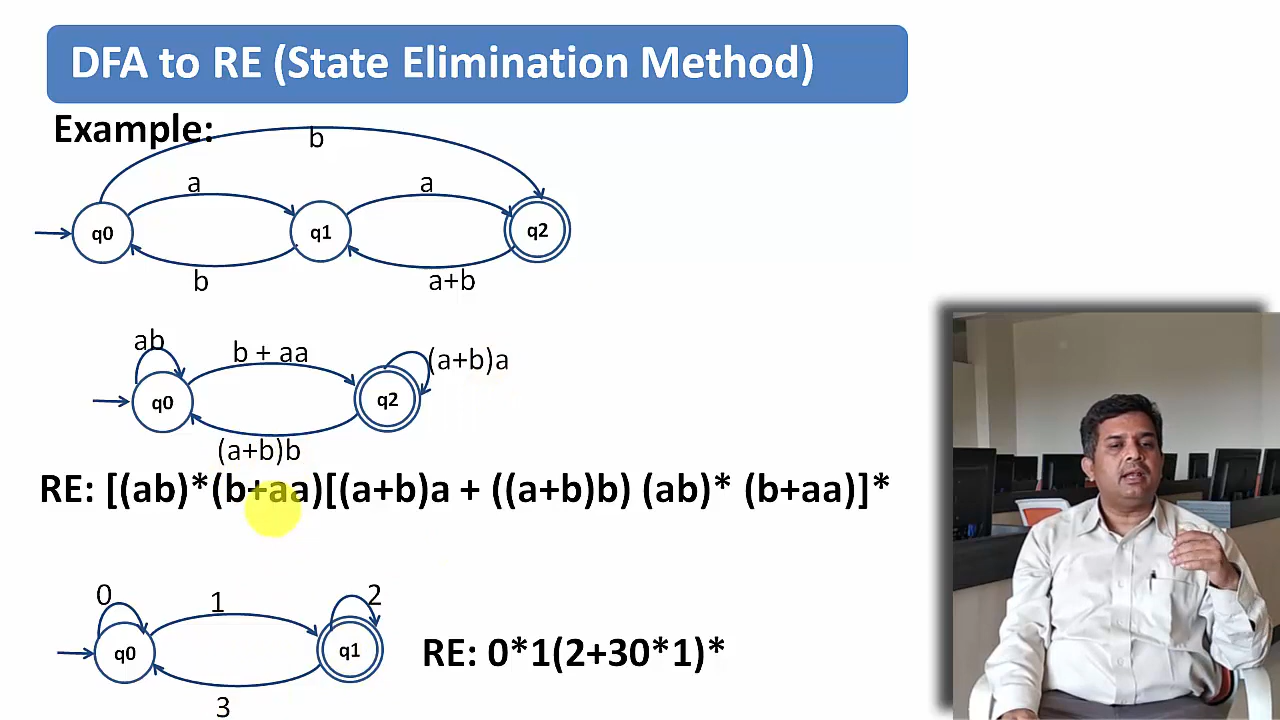 DFA to RE (State Elimination Method)
Example:
b
a
a
q0
q1
q2
b
a+b
ab
b + aa
(a+b)a
q0
q2
(a+b)b
RE: [(ab)*(b+aa)[(a+b)a + ((a+b)b) (ab)* (b+aa)]*
0
1
2
q0
q1
RE: 0*1(2+30*1)*
3